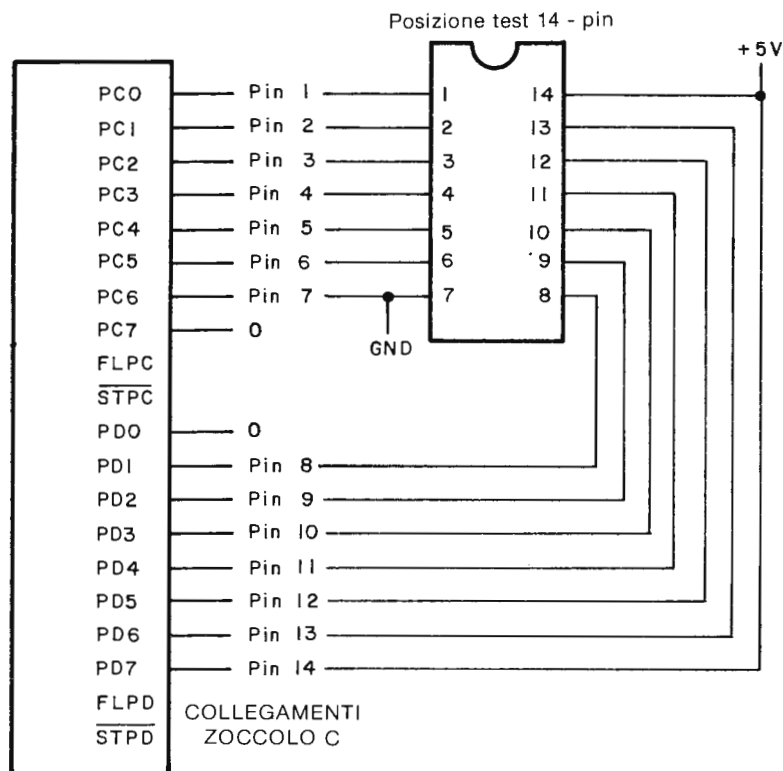 Posizione test 14 - pin
+5V
PC0 Pin 1 1 14
PC1 Pin 2 2 13
PC2 Pin 3 3 12
PC3 Pin 4 4 11
PC4 Pin 5 5 10
PC5 Pin 6 6 9
PC6 Pin 7 7 8
PC7 0
GND
FLPC
STPC
PD0 0
PD1 Pin 8
PD2 Pin 9
PD3 Pin 10
PD4 Pin 11
PD5 Pin 12
PD6 Pin 13
PD7 Pin 14
FLPD
STPD
COLLEGAMENTI
ZOCCOLO C